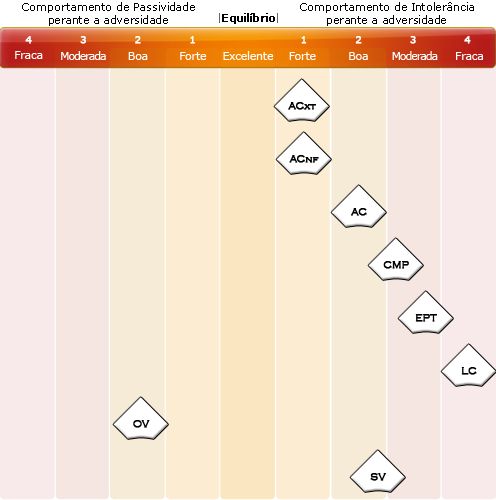 Comportamento de Passividade
perante a adversidade
|Equilíbrio|
Comportamento de Intolerância
perante a adversidade
4 3 2 1 1 2 3 4
Fraca Moderada Boa Forte Excelente Forte Boa Moderada Fraca
ACXT
ACNF
AC
CMP
EPT
LC
OV
SV